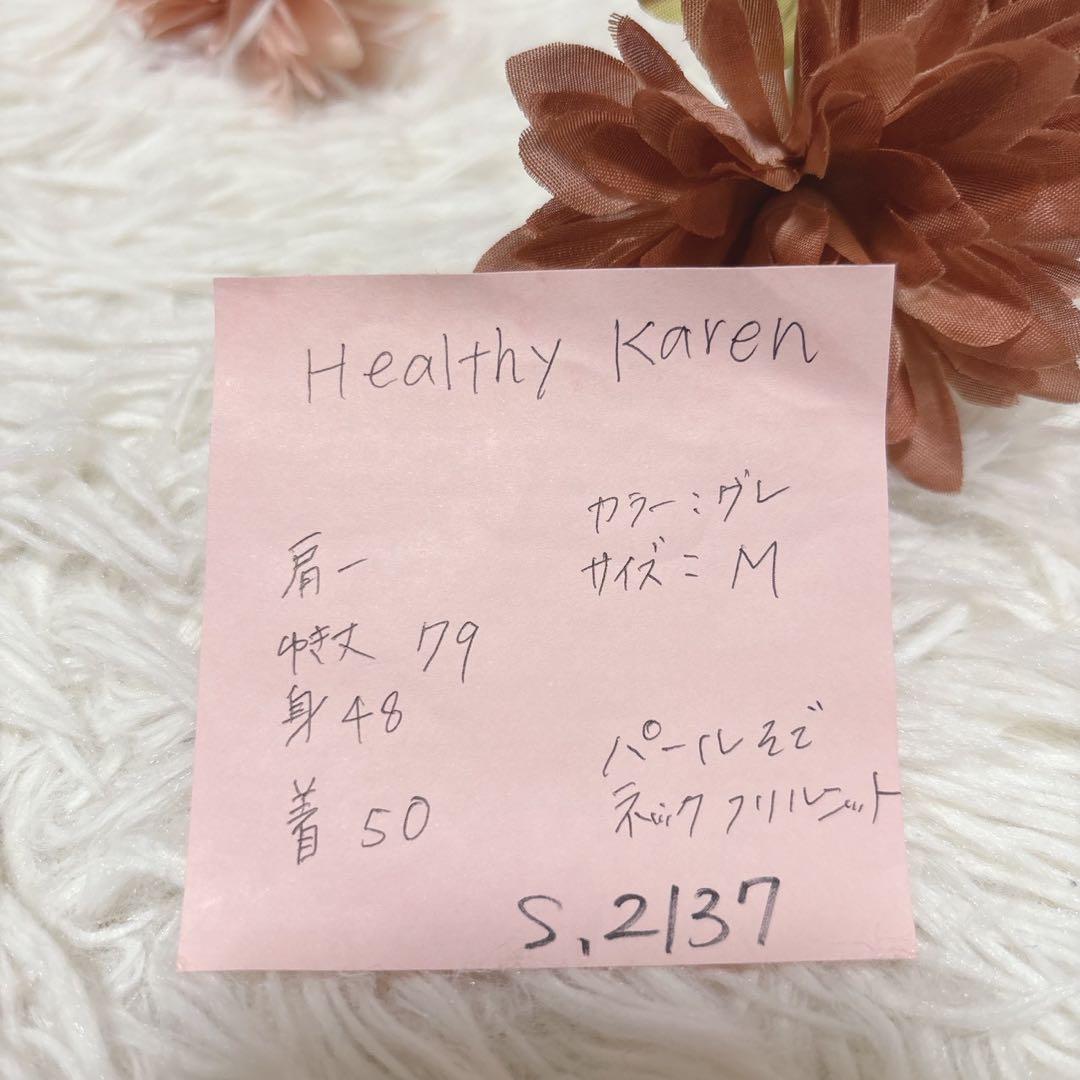 Healthy Karen
カラー:グレ
サイズ:M
肩ー
ゆき丈 79
身 48
着 50
パールそで
ネックフリルニット
S.2137